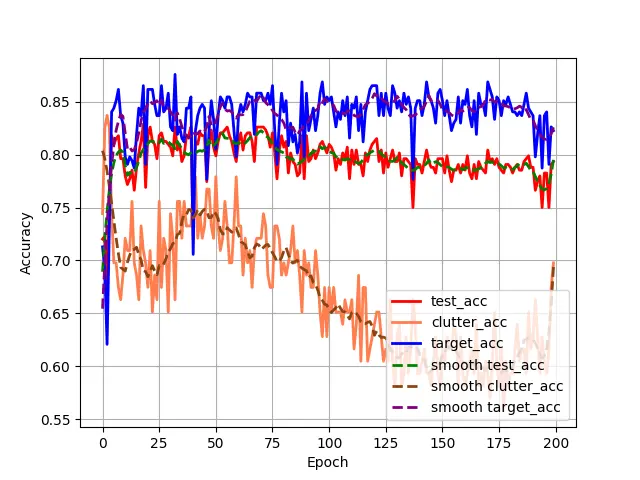 0.85
0.80
0.75
0.70
0.65
0.60
0.55
Accuracy
test_acc
clutter_acc
target_acc
smooth test_acc
smooth clutter_acc
smooth target_acc
0 25 50 75 100 125 150 175 200
Epoch